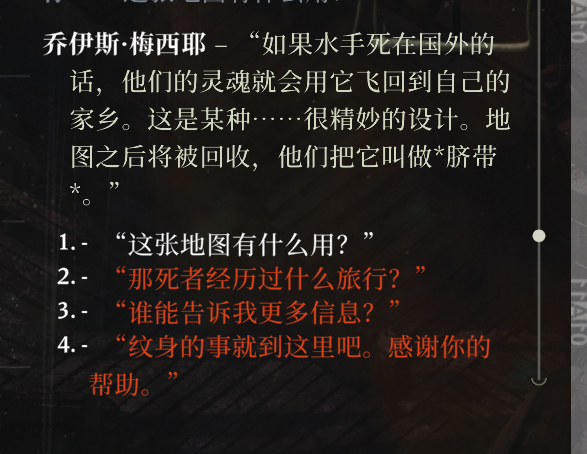 乔伊斯·梅西耶 – “如果水手死在国外的
话，他们的灵魂就会用它飞回到自己的
家乡。这是某种……很精妙的设计。地
图之后将被回收，他们把它叫做*脐带
*。”
1. - “这张地图有什么用？”
2. - “那死者经历过什么旅行？”
3. - “谁能告诉我更多信息？”
4. - “纹身的事就到这里吧。感谢你的
帮助。”